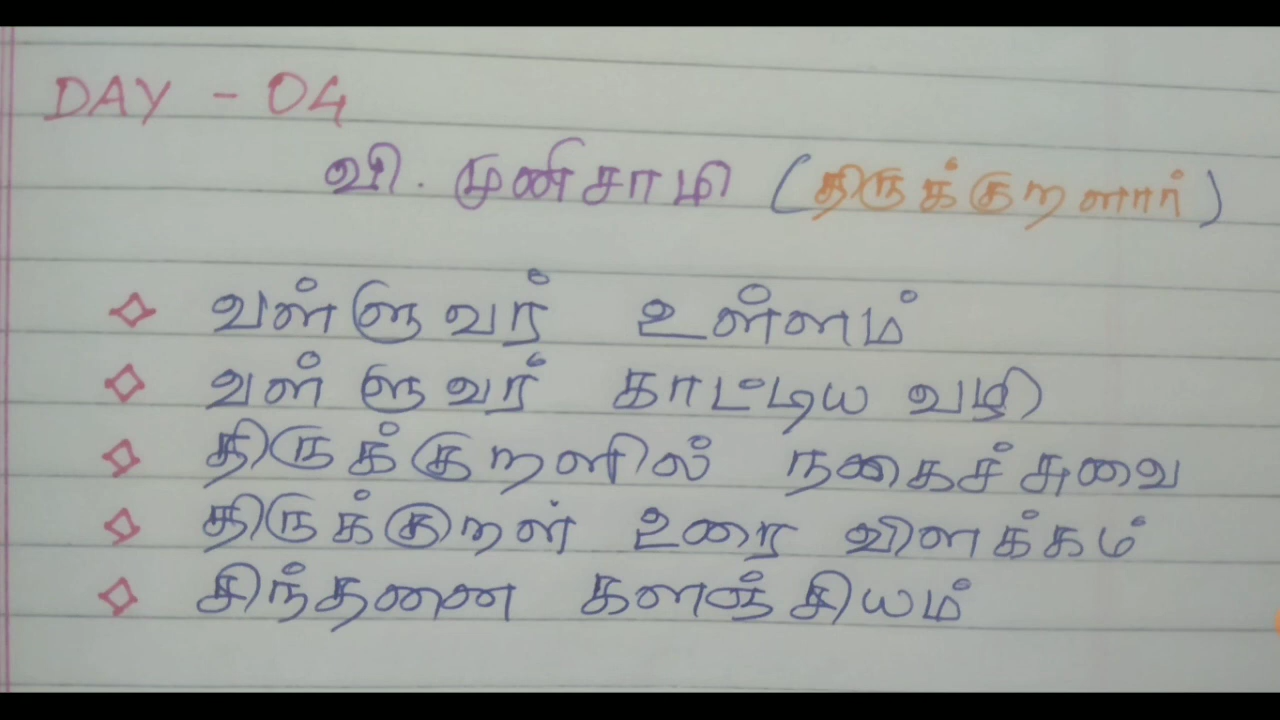 DAY - 04
வி. முனிசாமி (திருக்குறளார்)
வள்ளுவர் உள்ளம்
வள்ளுவர் காட்டிய வழி
திருக்குறளில் நகைச்சுவை
திருக்குறள் உரை விளக்கம்
சிந்தனை களஞ்சியம்